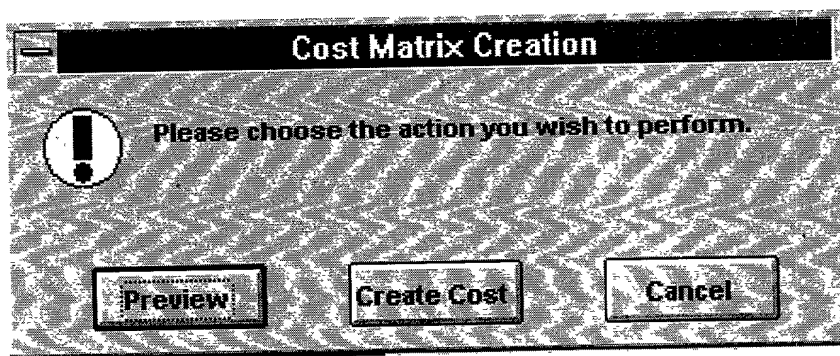 Cost Matrix Creation
Please choose the action you wish to perform.
Preview
Create Cost
Cancel